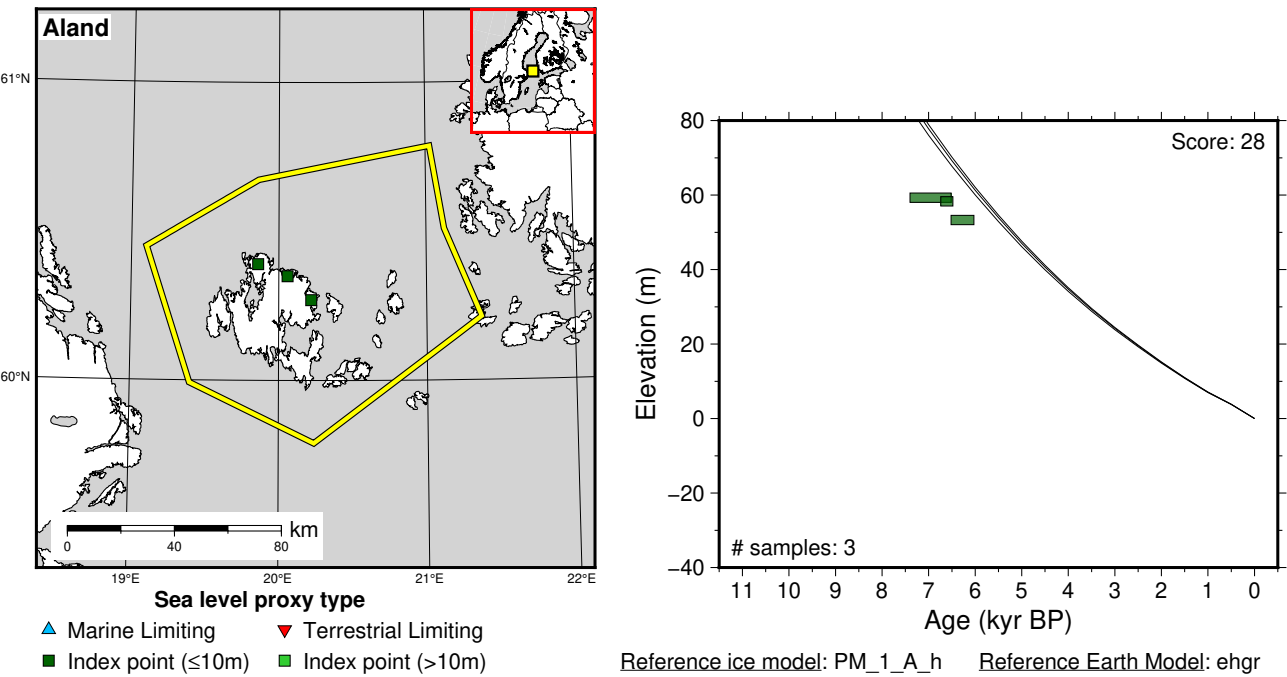 Aland
61°N
60°N
km
0 40 80
19°E 20°E 21°E 22°E
Sea level proxy type
Marine Limiting Terrestrial Limiting
Index point (≤10m) Index point (>10m)
80
60
40
20
0
−20
−40
Elevation (m)
Score: 28
# samples: 3
11 10 9 8 7 6 5 4 3 2 1 0
Age (kyr BP)
Reference ice model: PM_1_A_h Reference Earth Model: ehgr